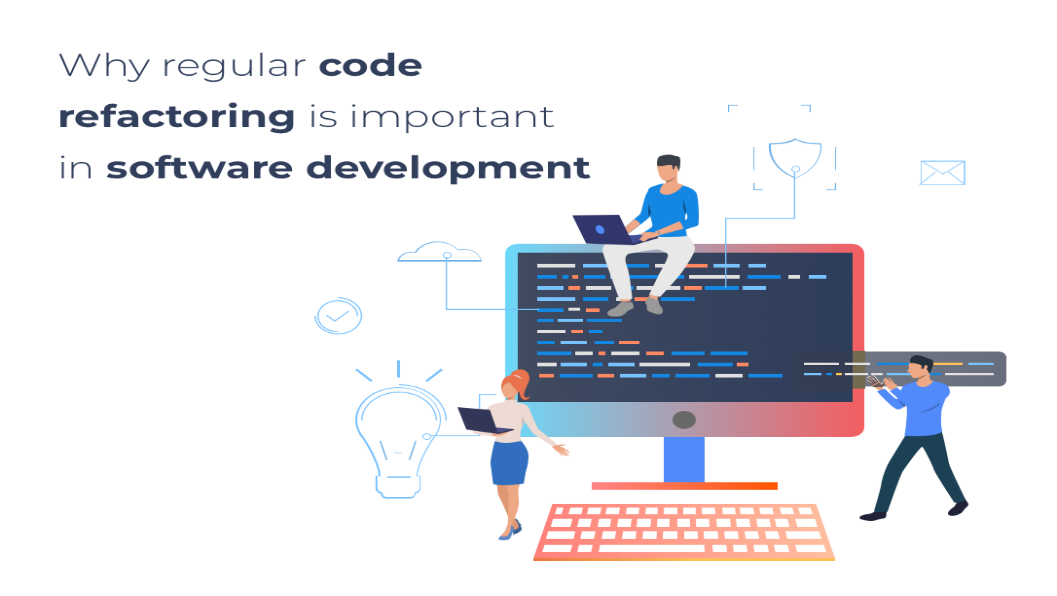 Why regular code
refactoring is important
in software development